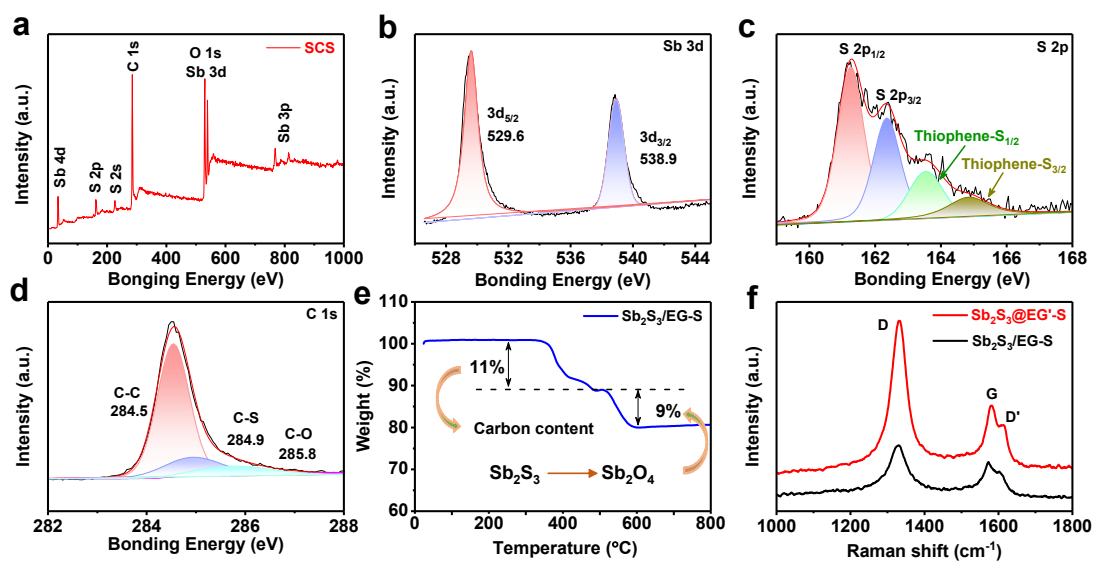 a
Intensity (a.u.)
SCS
C 1s
O 1s
Sb 3d
Sb 4d
S 2p
S 2s
Sb 3p
0 200 400 600 800 1000
Bonging Energy (eV)
b
Intensity (a.u.)
Sb 3d
3d5/2
529.6
3d3/2
538.9
528 532 536 540 544
Bonding Energy (eV)
c
Intensity (a.u.)
S 2p
S 2p1/2
S 2p3/2
Thiophene-S1/2
Thiophene-S3/2
160 162 164 166 168
Bonding Energy (eV)
d
Intensity (a.u.)
C 1s
C-C
284.5
C-S
284.9
C-O
285.8
282 284 286 288
Bonding Energy (eV)
e
Weight (%)
110
100
90
80
70
60
Sb2S3/EG-S
11%
9%
Carbon content
Sb2S3 → Sb2O4
0 200 400 600 800
Temperature (ºC)
f
Intensity (a.u.)
Sb2S3@EG'-S
Sb2S3/EG-S
D
G
D'
1000 1200 1400 1600 1800
Raman shift (cm-1)